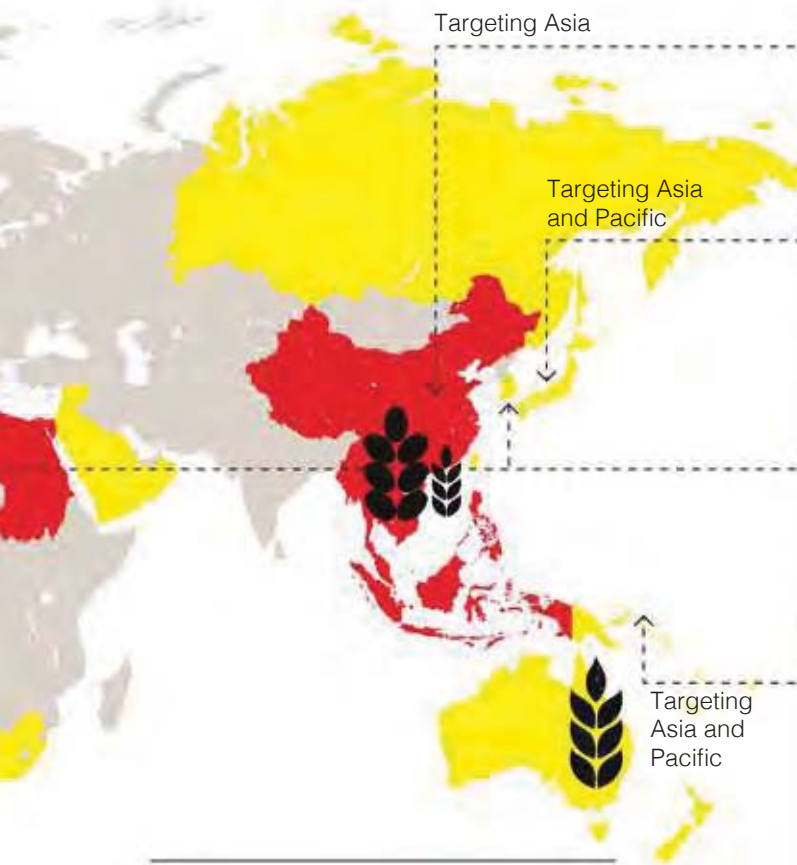 Targeting Asia
Targeting Asia
and Pacific
Targeting
Asia and
Pacific